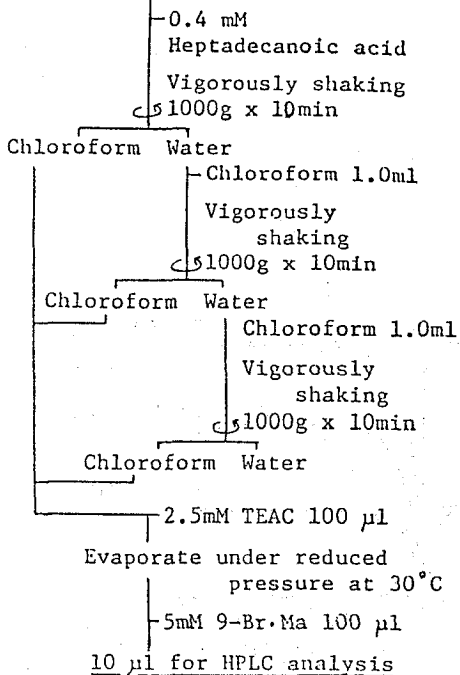 0.4 mM
Heptadecanoic acid
Vigorously shaking
1000g x 10min
Chloroform Water
Chloroform 1.0ml
Vigorously
shaking
1000g x 10min
Chloroform Water
Chloroform 1.0ml
Vigorously
shaking
1000g x 10min
Chloroform Water
2.5mM TEAC 100 µl
Evaporate under reduced
pressure at 30°C
5mM 9-Br·Ma 100 µl
10 µl for HPLC analysis